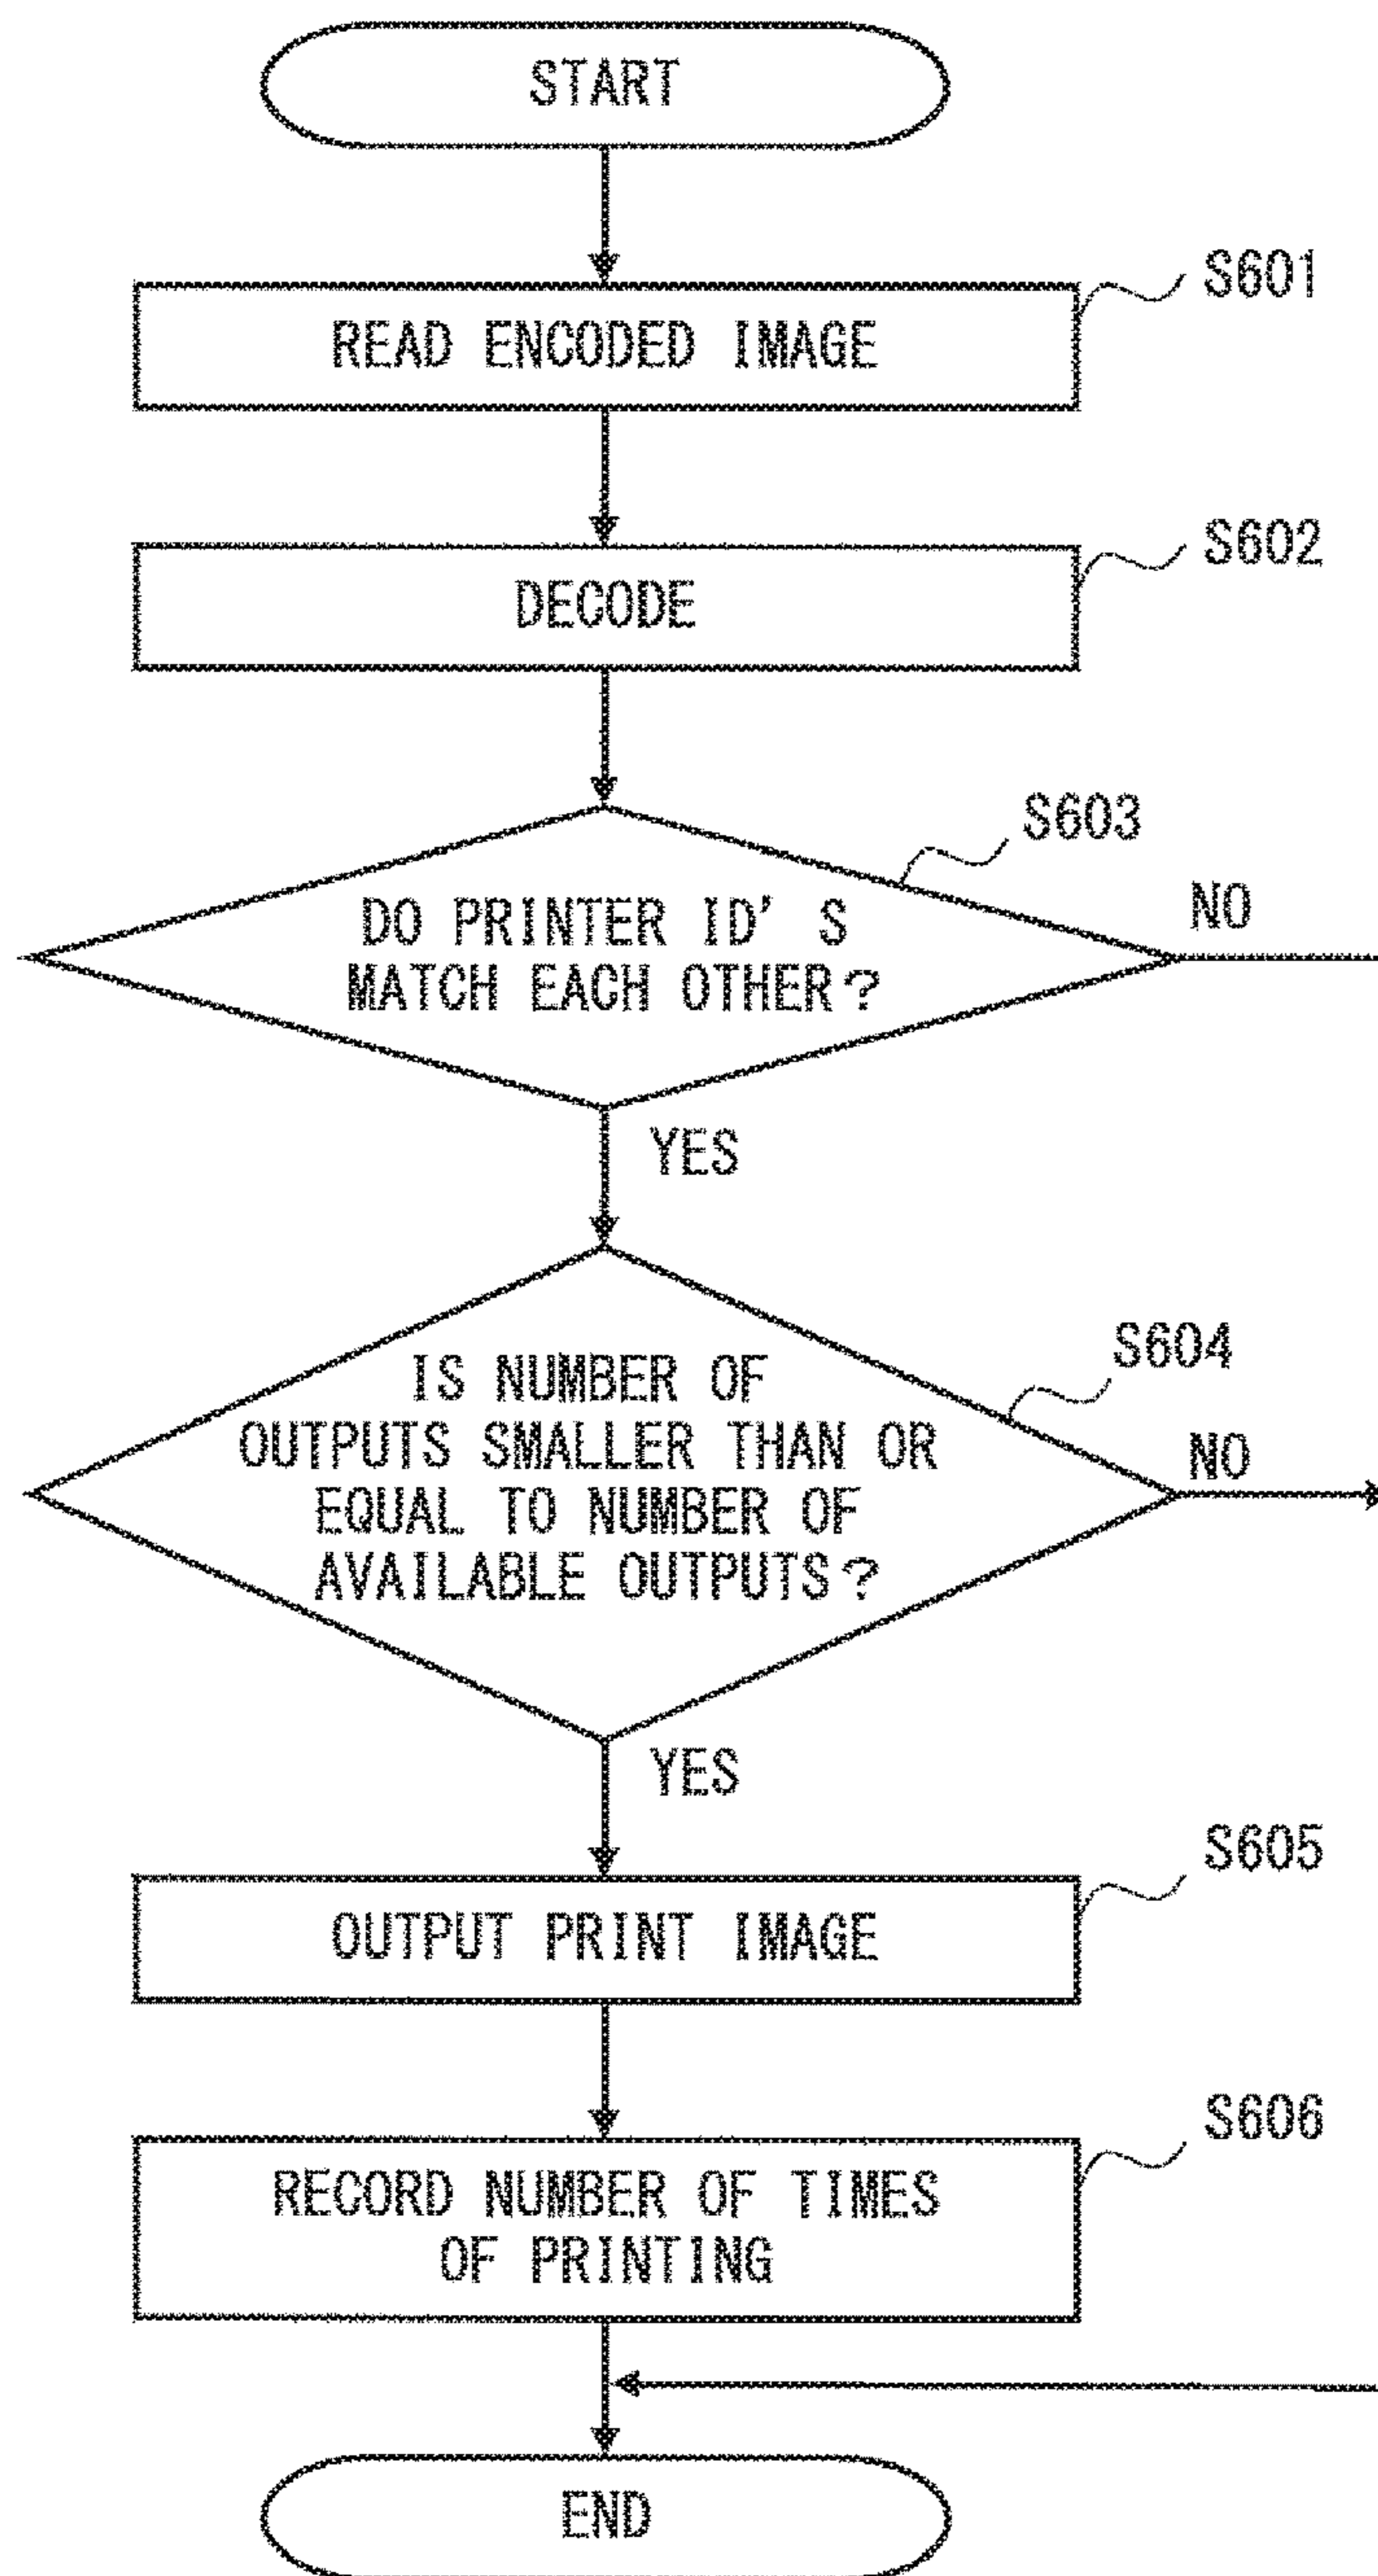 START
S601
READ ENCODED IMAGE
S602
DECODE
S603
DO PRINTER ID'S
MATCH EACH OTHER?
NO
YES
S604
IS NUMBER OF
OUTPUTS SMALLER THAN OR
EQUAL TO NUMBER OF
AVAILABLE OUTPUTS?
NO
YES
S605
OUTPUT PRINT IMAGE
S606
RECORD NUMBER OF TIMES
OF PRINTING
END